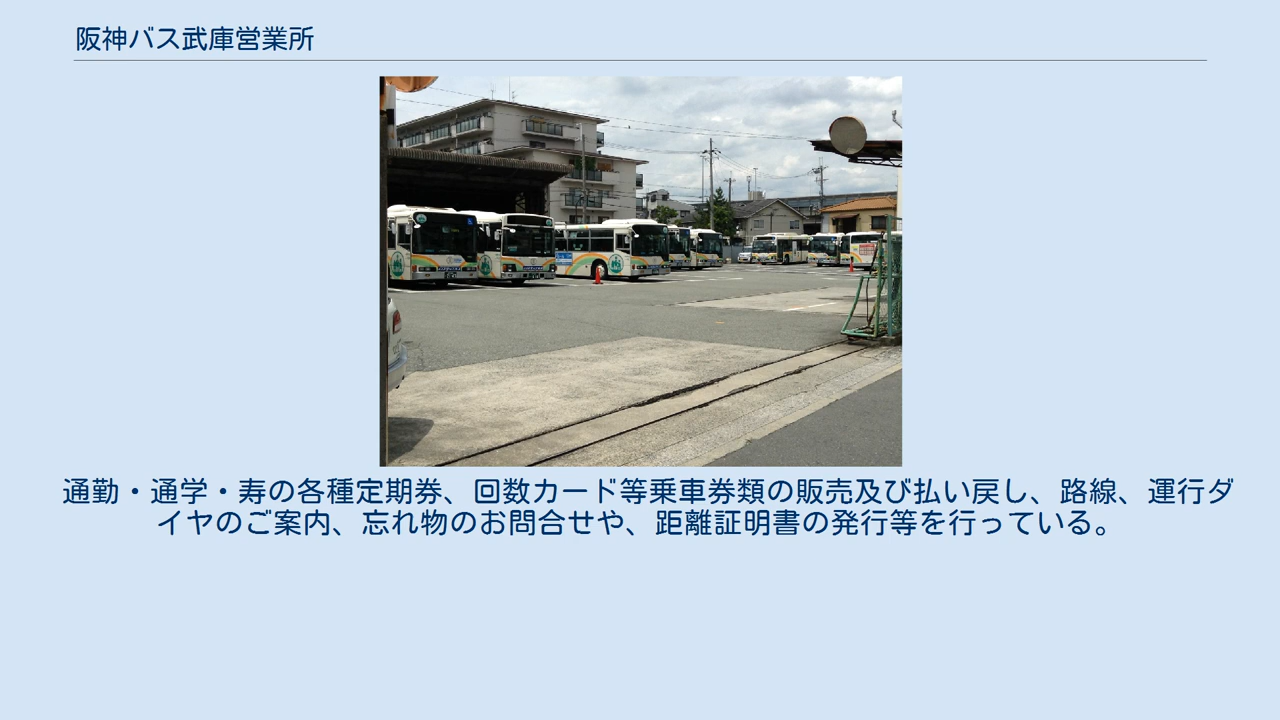 阪神バス武庫営業所
通勤・通学・寿の各種定期券、回数カード等乗車券類の販売及び払い戻し、路線、運行ダ
イヤのご案内、忘れ物のお問合せや、距離証明書の発行等を行っている。